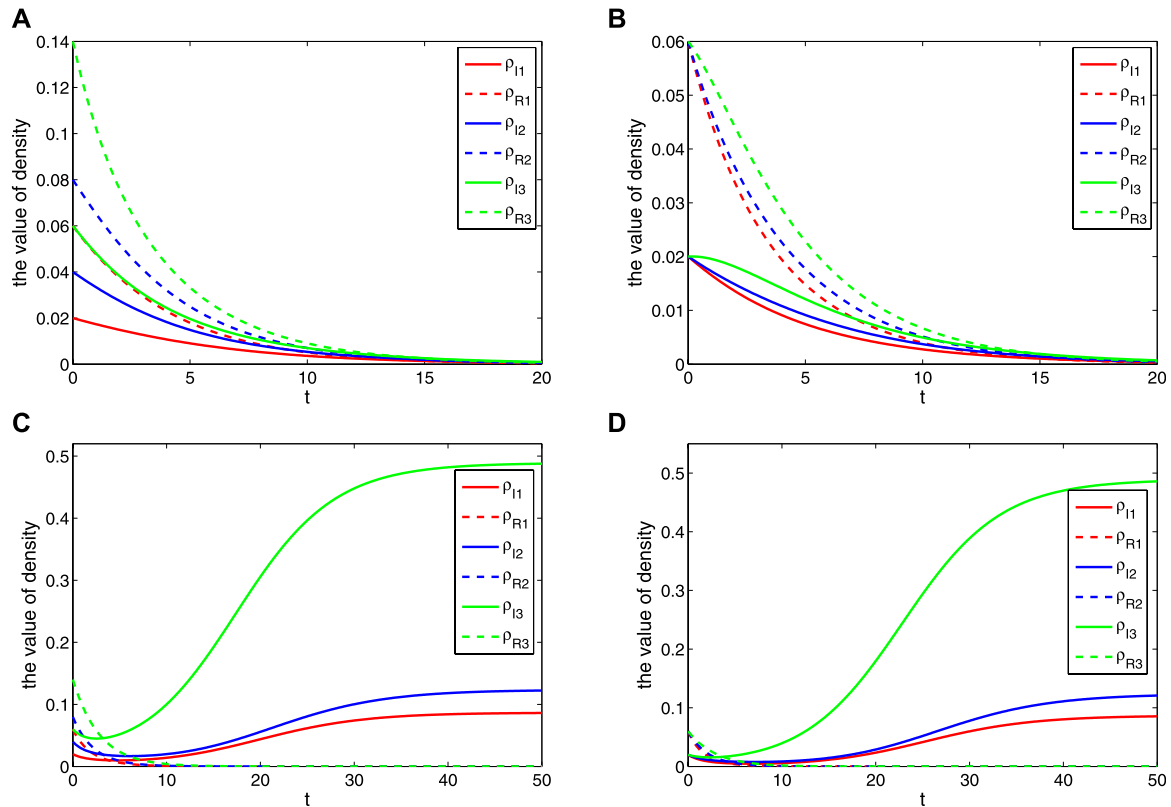 A
0.14
0.12
0.1
0.08
0.06
0.04
0.02
0
0
5
10
15
20
the value of density
t
ρI1
ρR1
ρI2
ρR2
ρI3
ρR3
B
0.06
0.05
0.04
0.03
0.02
0.01
0
0
5
10
15
20
the value of density
t
ρI1
ρR1
ρI2
ρR2
ρI3
ρR3
C
0.5
0.4
0.3
0.2
0.1
0
0
10
20
30
40
50
the value of density
t
ρI1
ρR1
ρI2
ρR2
ρI3
ρR3
D
0.5
0.4
0.3
0.2
0.1
0
0
10
20
30
40
50
the value of density
t
ρI1
ρR1
ρI2
ρR2
ρI3
ρR3